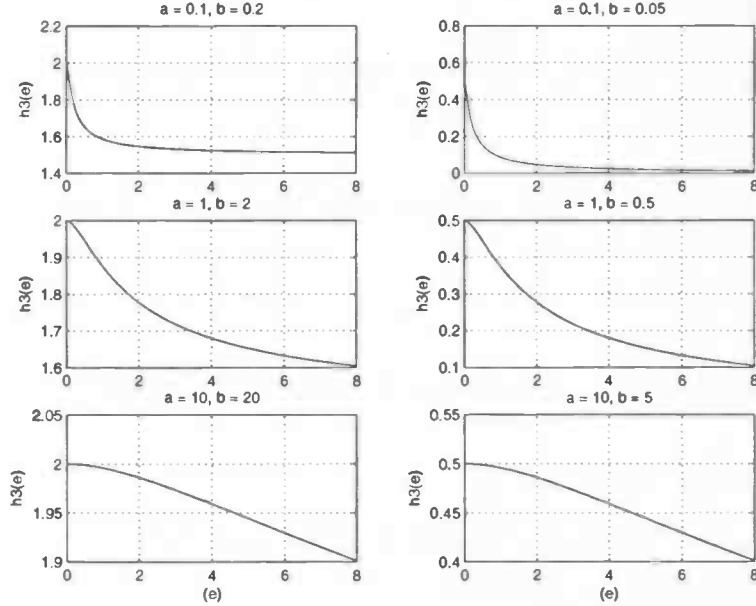 a = 0.1, b = 0.2
2.2
2
1.8
1.6
1.4
h3(e)
0 2 4 6 8
a = 0.1, b = 0.05
0.8
0.6
0.4
0.2
0
h3(e)
0 2 4 6 8
a = 1, b = 2
2
1.9
1.8
1.7
1.6
h3(e)
0 2 4 6 8
a = 1, b = 0.5
0.5
0.4
0.3
0.2
0.1
h3(e)
0 2 4 6 8
a = 10, b = 20
2.05
2
1.95
1.9
h3(e)
0 2 4 6 8
(e)
a = 10, b = 5
0.55
0.5
0.45
0.4
h3(e)
0 2 4 6 8
(e)